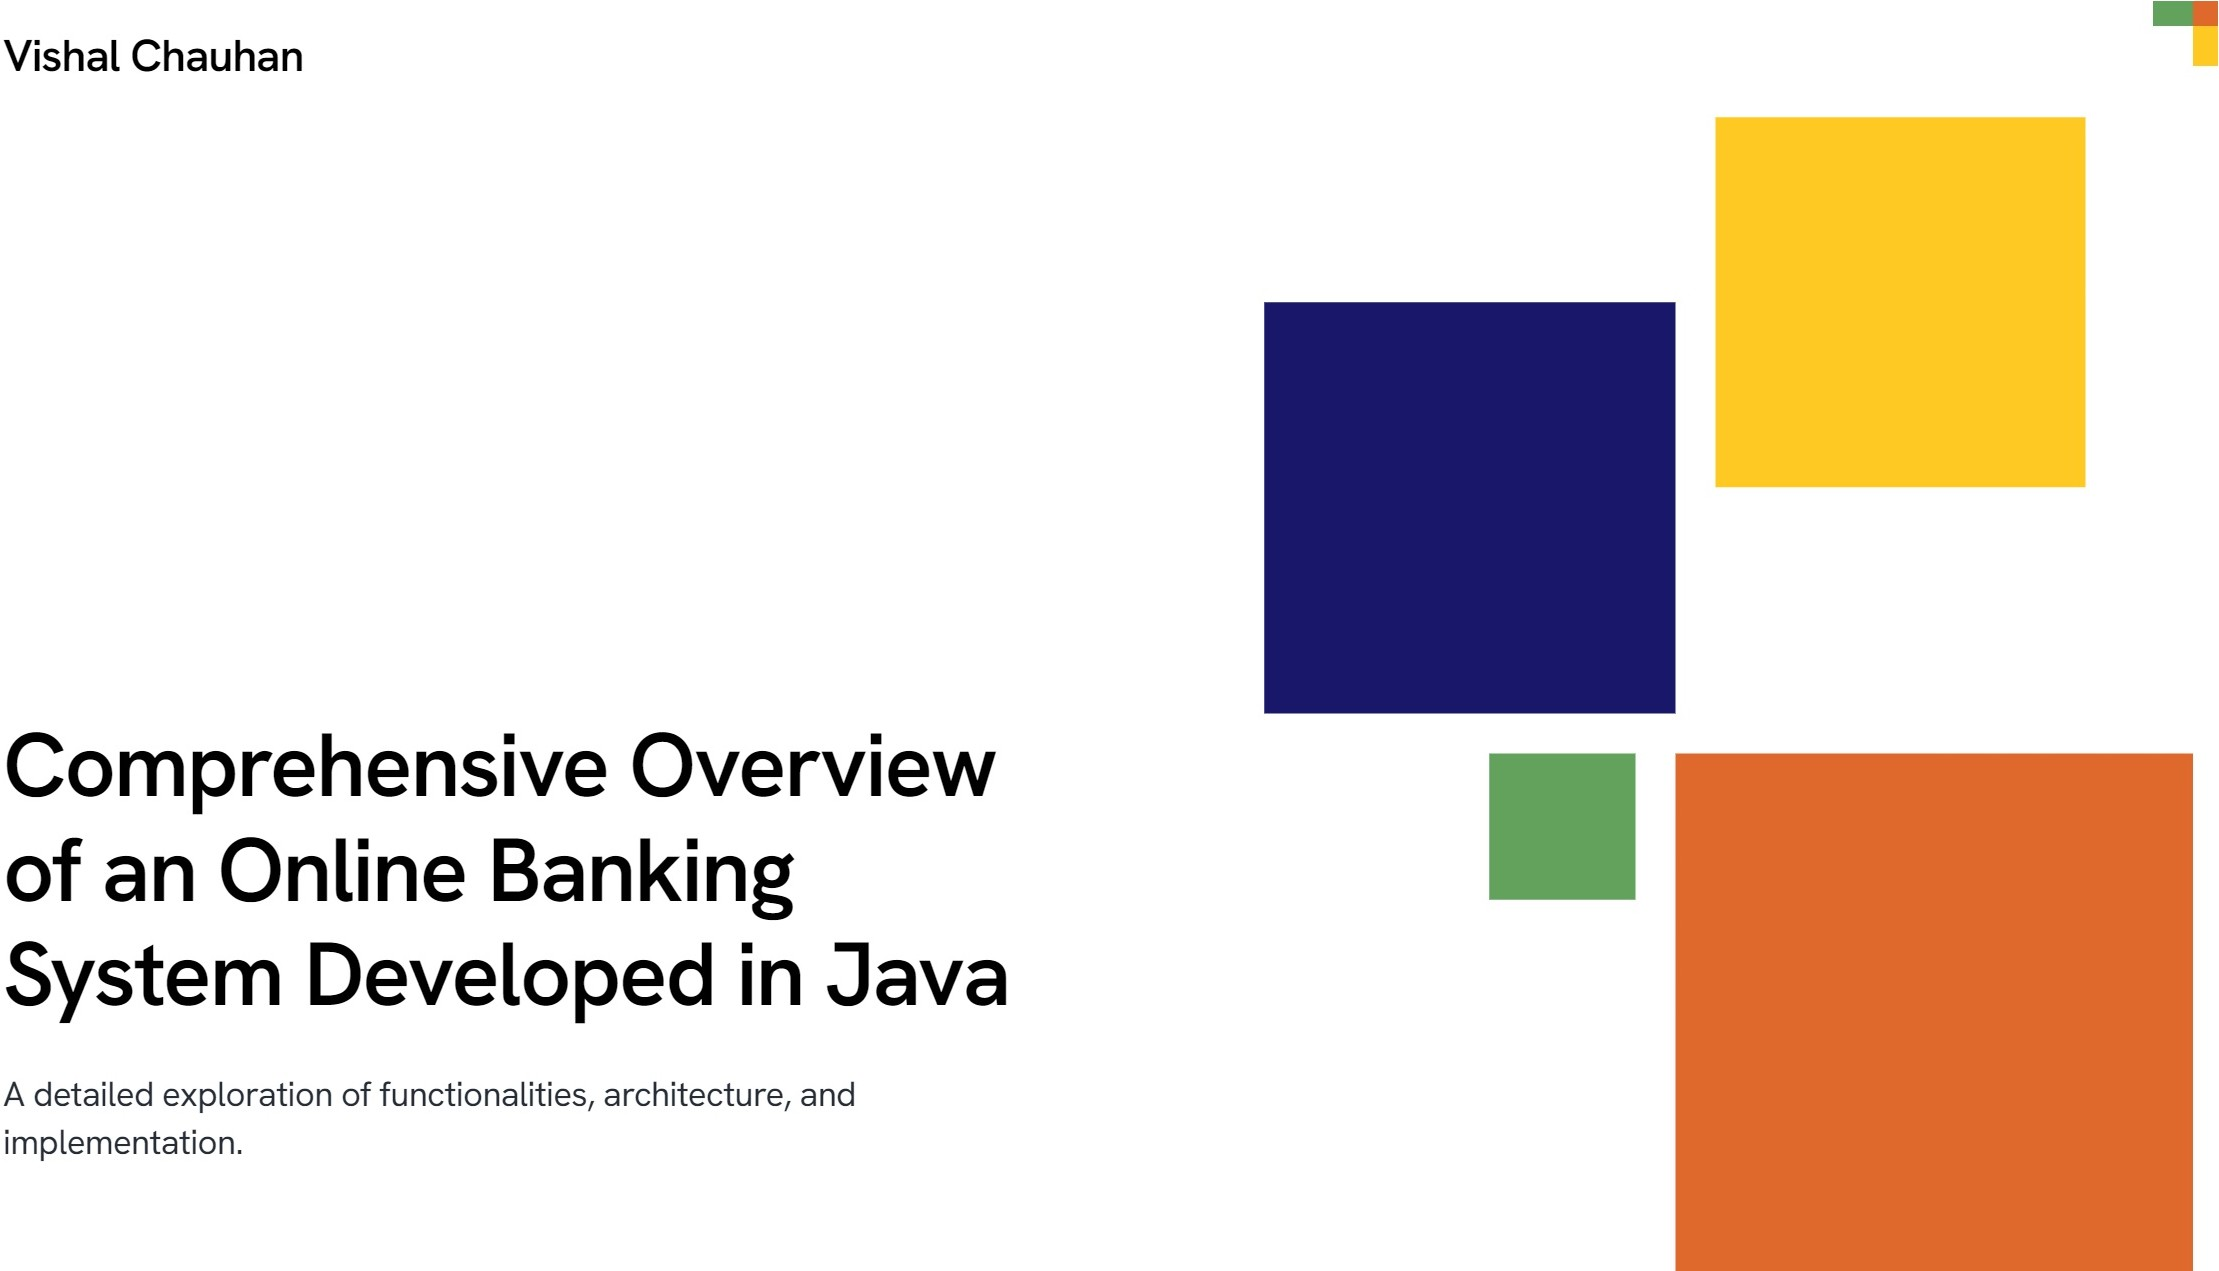 Vishal Chauhan
Comprehensive Overview
of an Online Banking
System Developed in Java
A detailed exploration of functionalities, architecture, and
implementation.